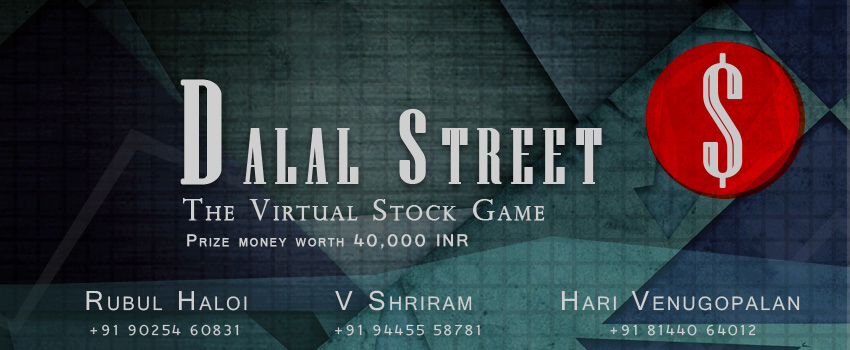 Dalal Street
$
The Virtual Stock Game
Prize money worth 40,000 INR
Rubul Haloi V Shriram Hari Venugopalan
+91 90254 60831 +91 94455 58781 +91 81440 64012